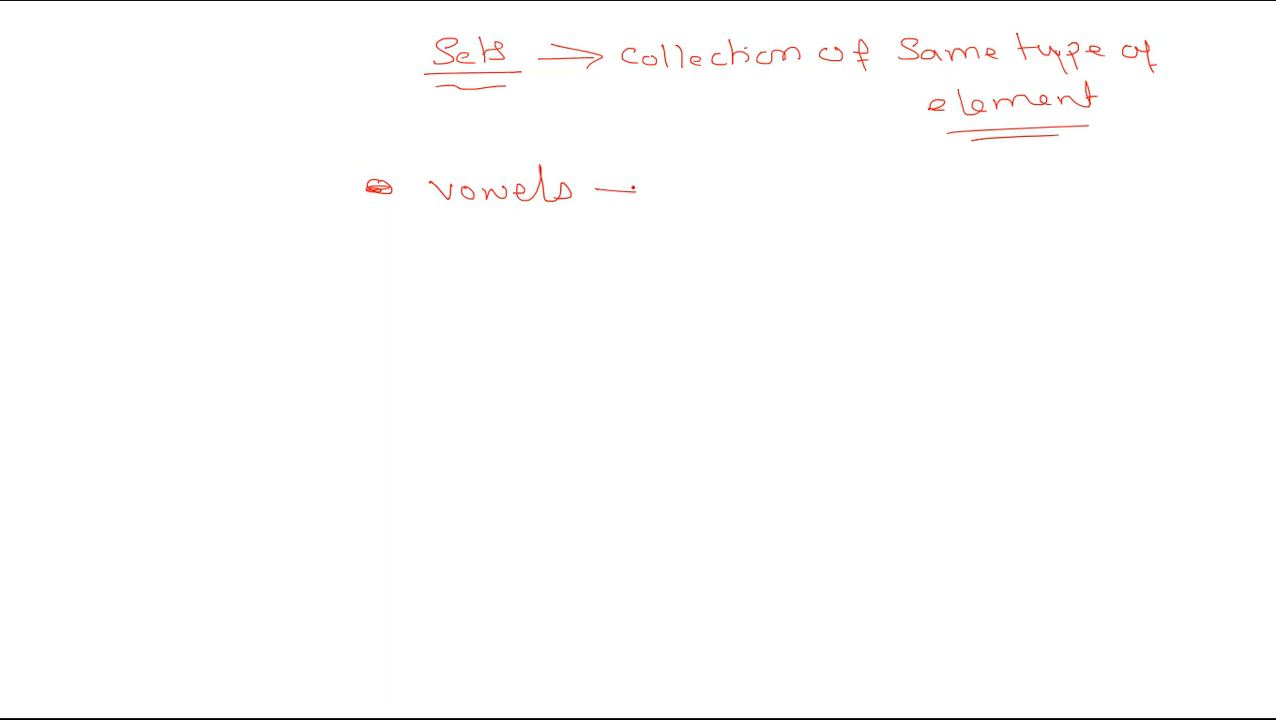 Sets → collection of Same type of
element
• vowels —